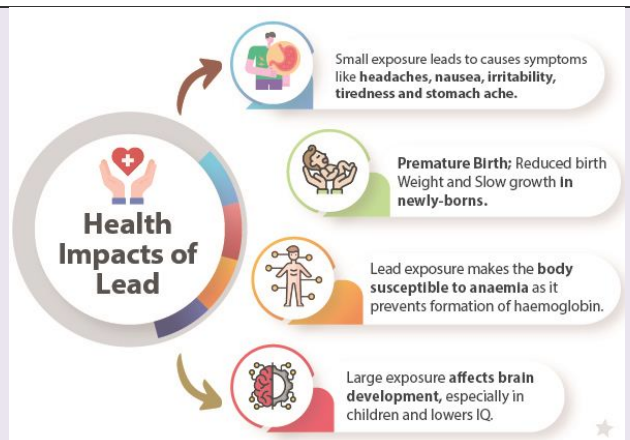 Health
Impacts of
Lead
Small exposure leads to causes symptoms
like headaches, nausea, irritability,
tiredness and stomach ache.
Premature Birth; Reduced birth
Weight and Slow growth in
newly-borns.
Lead exposure makes the body
susceptible to anaemia as it
prevents formation of haemoglobin.
Large exposure affects brain
development, especially in
children and lowers IQ.